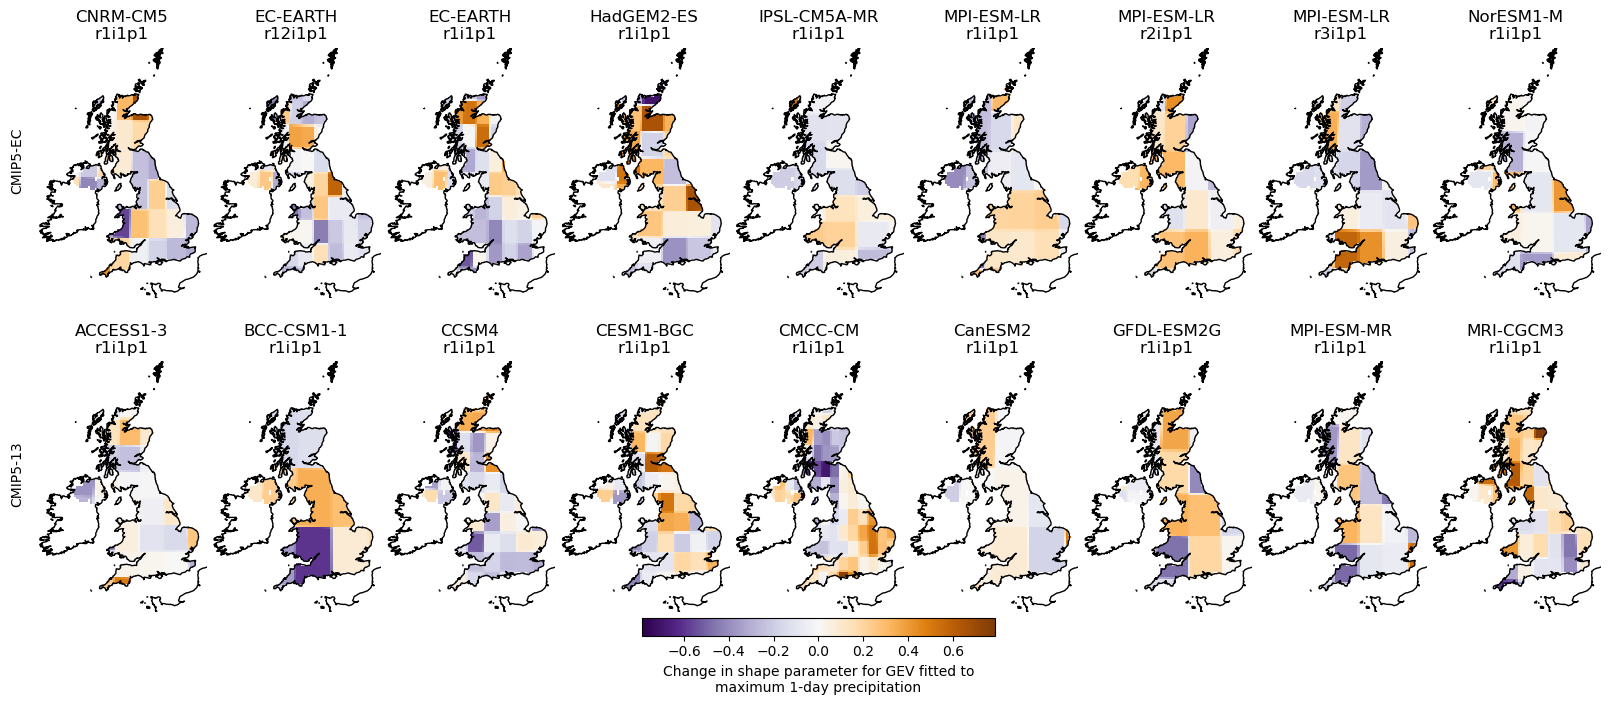 CNRM-CM5 EC-EARTH EC-EARTH HadGEM2-ES IPSL-CM5A-MR MPI-ESM-LR MPI-ESM-LR MPI-ESM-LR NorESM1-M
r1i1p1 r12i1p1 r1i1p1 r1i1p1 r1i1p1 r1i1p1 r2i1p1 r3i1p1 r1i1p1
CMIP5-EC
ACCESS1-3 BCC-CSM1-1 CCSM4 CESM1-BGC CMCC-CM CanESM2 GFDL-ESM2G MPI-ESM-MR MRI-CGCM3
r1i1p1 r1i1p1 r1i1p1 r1i1p1 r1i1p1 r1i1p1 r1i1p1 r1i1p1 r1i1p1
CMIP5-13
−0.6 −0.4 −0.2 0.0 0.2 0.4 0.6
Change in shape parameter for GEV fitted to
maximum 1-day precipitation